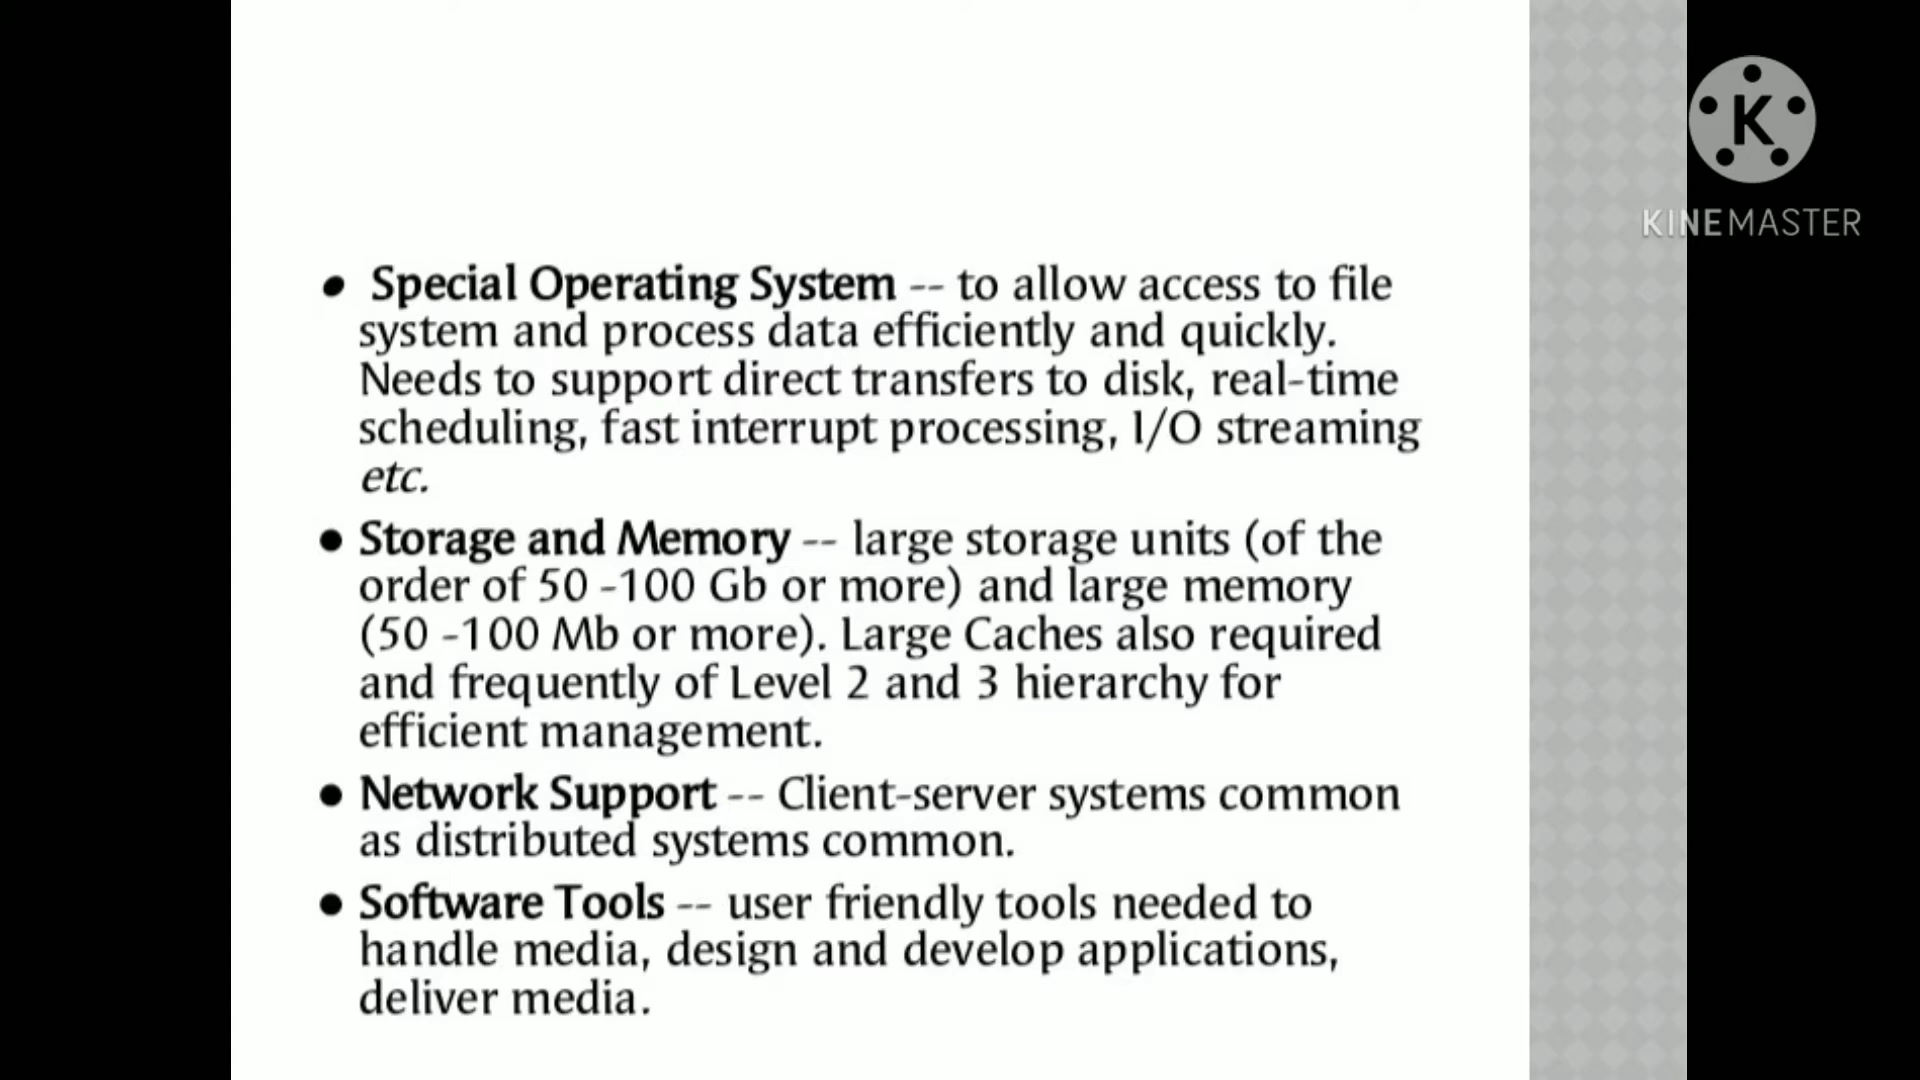 K
KINEMASTER
● Special Operating System -- to allow access to file
system and process data efficiently and quickly.
Needs to support direct transfers to disk, real-time
scheduling, fast interrupt processing, I/O streaming
etc.
● Storage and Memory -- large storage units (of the
order of 50 -100 Gb or more) and large memory
(50 -100 Mb or more). Large Caches also required
and frequently of Level 2 and 3 hierarchy for
efficient management.
● Network Support -- Client-server systems common
as distributed systems common.
● Software Tools -- user friendly tools needed to
handle media, design and develop applications,
deliver media.